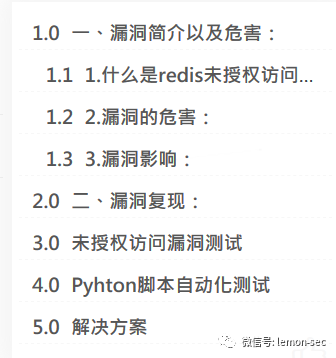 1.0 一、漏洞简介以及危害：
1.1 1.什么是redis未授权访问...
1.2 2.漏洞的危害：
1.3 3.漏洞影响：
2.0 二、漏洞复现：
3.0 未授权访问漏洞测试
4.0 Pyhton脚本自动化测试
5.0 解决方案
微信号: lemon-sec